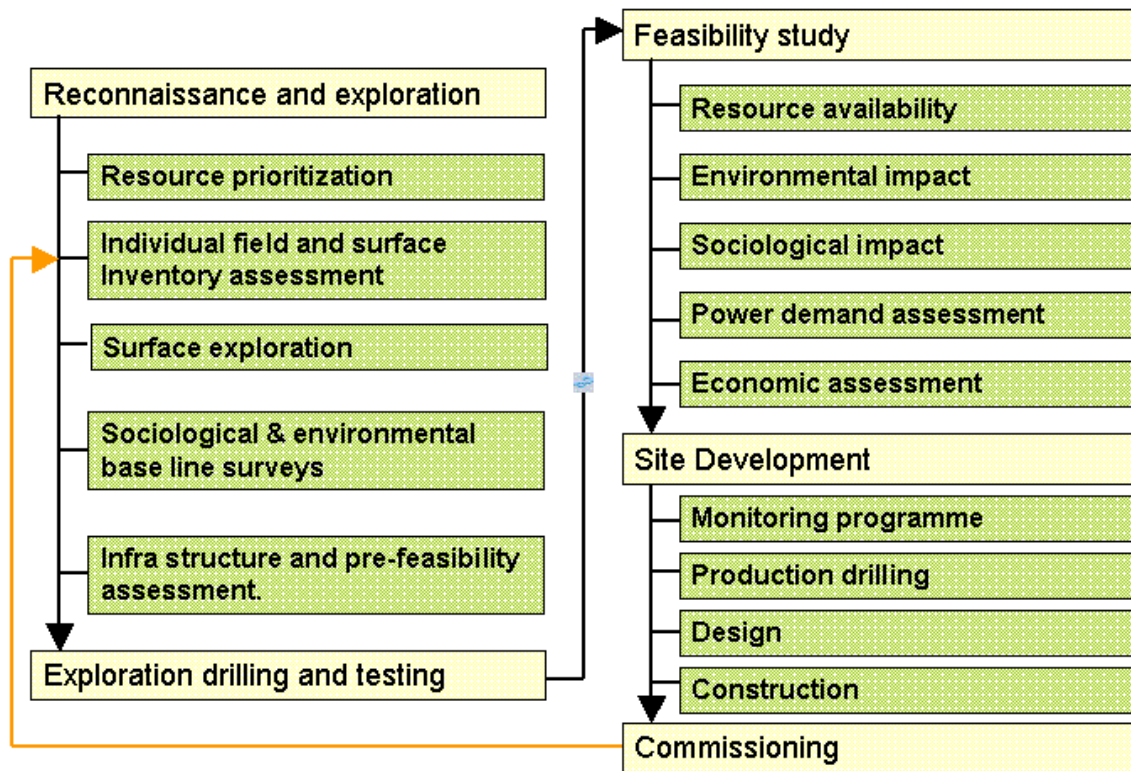 Reconnaissance and exploration
Resource prioritization
Individual field and surface
Inventory assessment
Surface exploration
Sociological & environmental
base line surveys
Infra structure and pre-feasibility
assessment.
Exploration drilling and testing
Feasibility study
Resource availability
Environmental impact
Sociological impact
Power demand assessment
Economic assessment
Site Development
Monitoring programme
Production drilling
Design
Construction
Commissioning